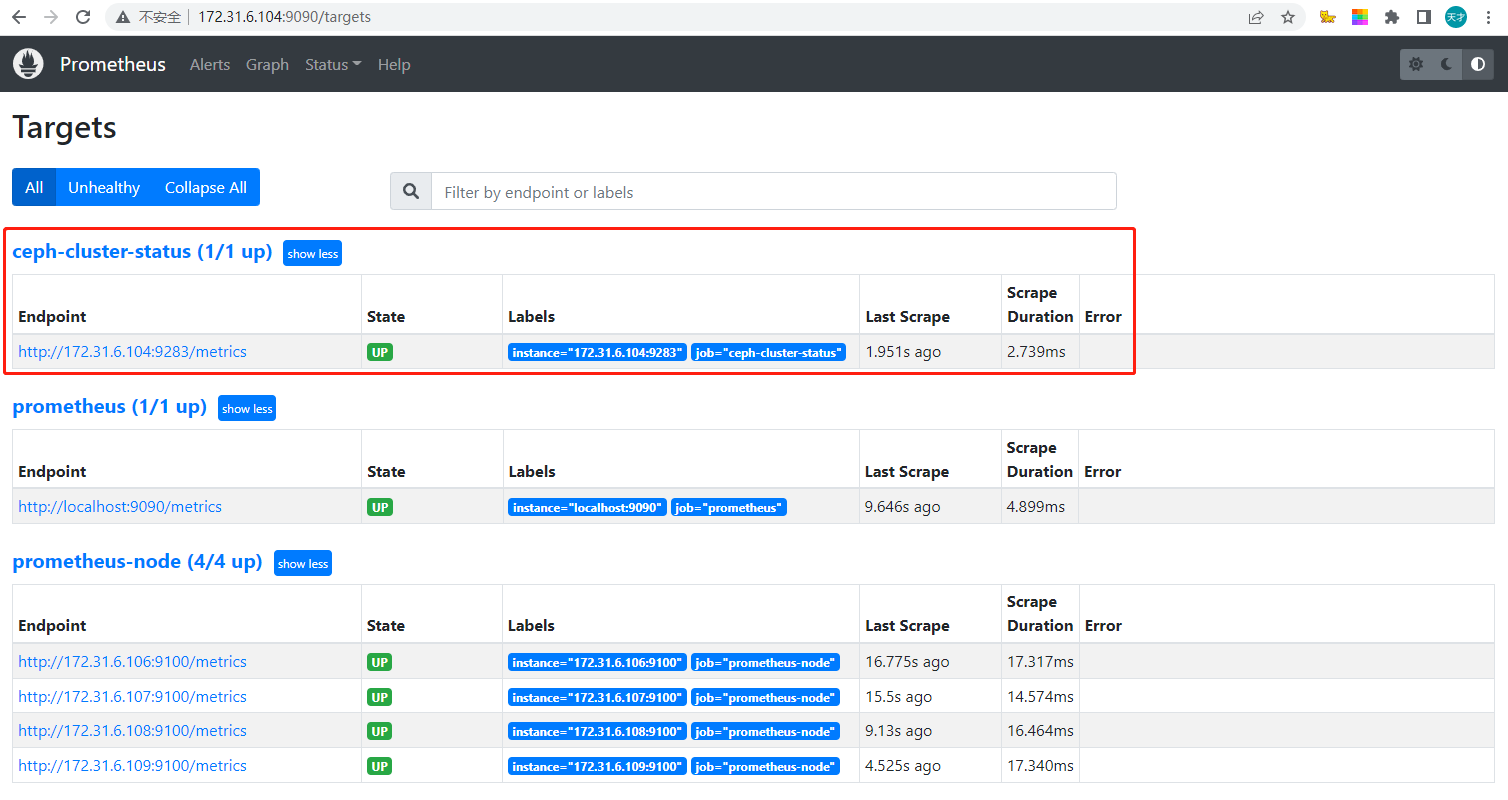 不安全 172.31.6.104:9090/targets
天才
Prometheus Alerts Graph Status Help
Targets
All Unhealthy Collapse All Filter by endpoint or labels
ceph-cluster-status (1/1 up) show less
Endpoint State Labels Last Scrape Scrape Duration Error
http://172.31.6.104:9283/metrics UP instance="172.31.6.104:9283" job="ceph-cluster-status" 1.951s ago 2.739ms
prometheus (1/1 up) show less
Endpoint State Labels Last Scrape Scrape Duration Error
http://localhost:9090/metrics UP instance="localhost:9090" job="prometheus" 9.646s ago 4.899ms
prometheus-node (4/4 up) show less
Endpoint State Labels Last Scrape Scrape Duration Error
http://172.31.6.106:9100/metrics UP instance="172.31.6.106:9100" job="prometheus-node" 16.775s ago 17.317ms
http://172.31.6.107:9100/metrics UP instance="172.31.6.107:9100" job="prometheus-node" 15.5s ago 14.574ms
http://172.31.6.108:9100/metrics UP instance="172.31.6.108:9100" job="prometheus-node" 9.13s ago 16.464ms
http://172.31.6.109:9100/metrics UP instance="172.31.6.109:9100" job="prometheus-node" 4.525s ago 17.340ms